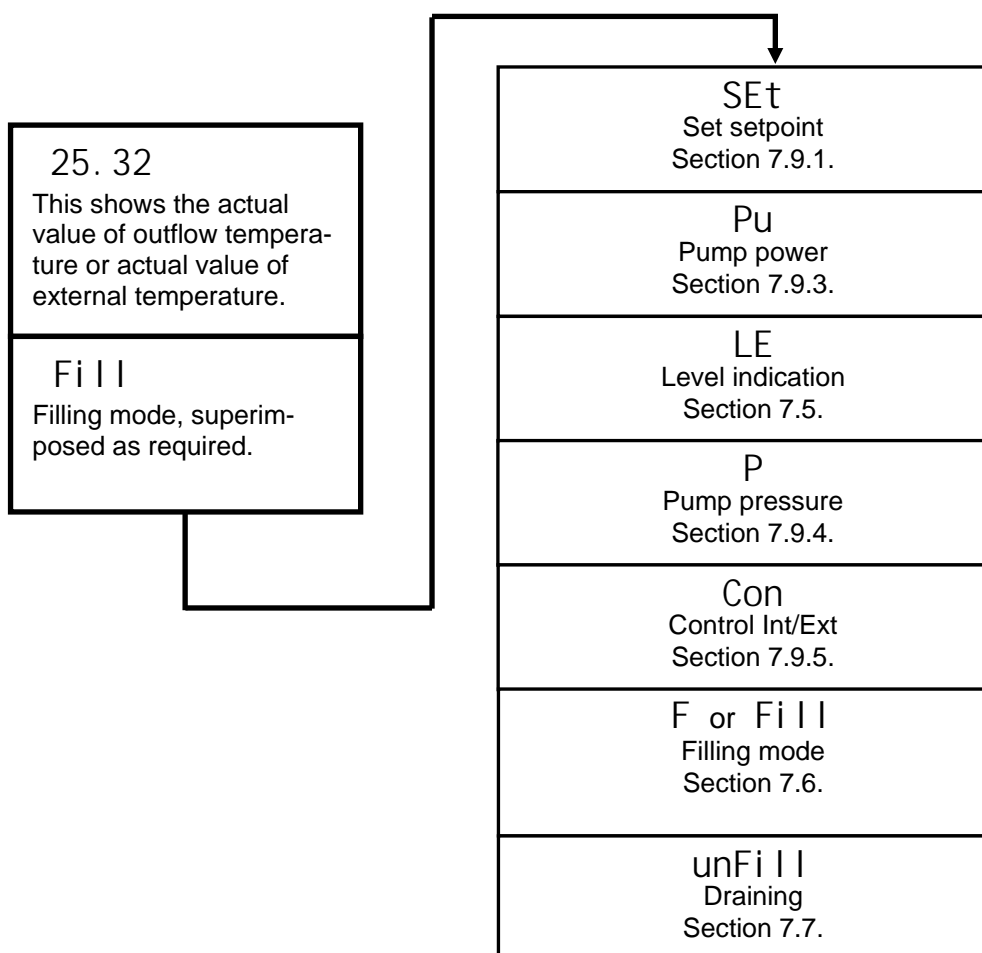 25.32
This shows the actual
value of outflow tempera-
ture or actual value of
external temperature.
Fill
Filling mode, superim-
posed as required.
SEt
Set setpoint
Section 7.9.1.
Pu
Pump power
Section 7.9.3.
LE
Level indication
Section 7.5.
P
Pump pressure
Section 7.9.4.
Con
Control Int/Ext
Section 7.9.5.
F or Fill
Filling mode
Section 7.6.
unFill
Draining
Section 7.7.